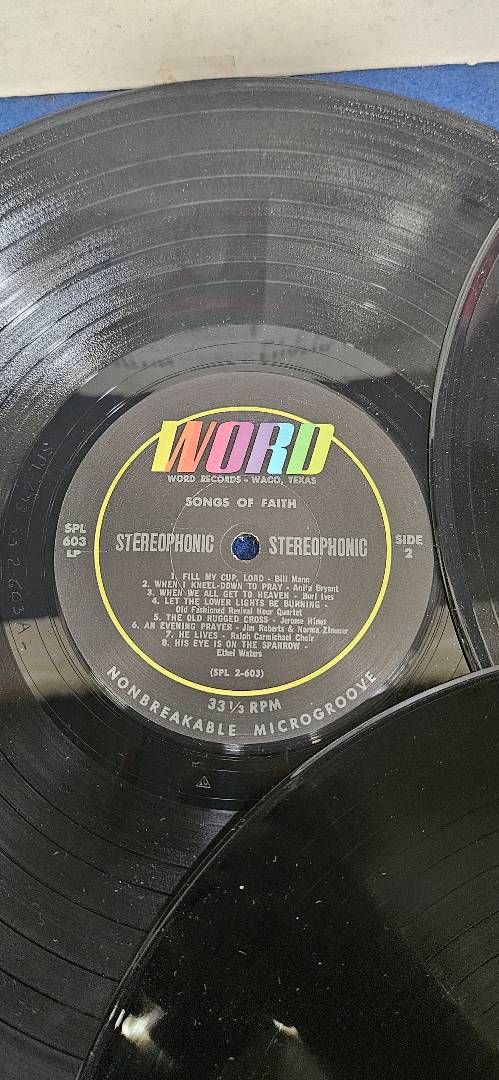 WORD
WORD RECORDS - WACO, TEXAS
SONGS OF FAITH
SPL
603
LP
STEREOPHONIC STEREOPHONIC
SIDE
2
1. FILL MY CUP, LORD - Bill Mann
2. WHEN I KNEEL-DOWN TO PRAY - Anita Bryant
3. WHEN WE ALL GET TO HEAVEN - Burl Ives
4. LET THE LOWER LIGHTS BE BURNING -
Old Fashioned Revival Hour Quartet
5. THE OLD RUGGED CROSS - Jerome Hines
6. AN EVENING PRAYER - Jim Roberts & Norma Zimmer
7. HE LIVES - Ralph Carmichael Choir
8. HIS EYE IS ON THE SPARROW -
Ethel Waters
(SPL 2-603)
33 1/3 RPM
NONBREAKABLE MICROGROOVE